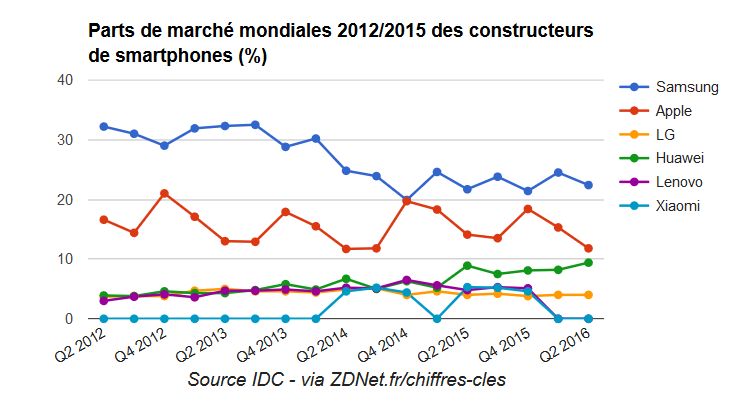 Parts de marché mondiales 2012/2015 des constructeurs
de smartphones (%)
40
30
20
10
0
Samsung
Apple
LG
Huawei
Lenovo
Xiaomi
Q2 2012
Q4 2012
Q2 2013
Q4 2013
Q2 2014
Q4 2014
Q2 2015
Q4 2015
Q2 2016
Source IDC - via ZDNet.fr/chiffres-cles